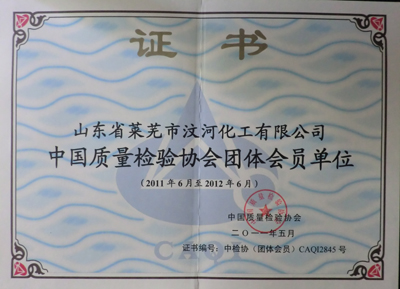 证书
山东省莱芜市汶河化工有限公司
中国质量检验协会团体会员单位
(2011年6月至2012年6月)
中国质量检验协会
二〇一一年五月
证书编号:中检协(团体会员)CAQI2845号